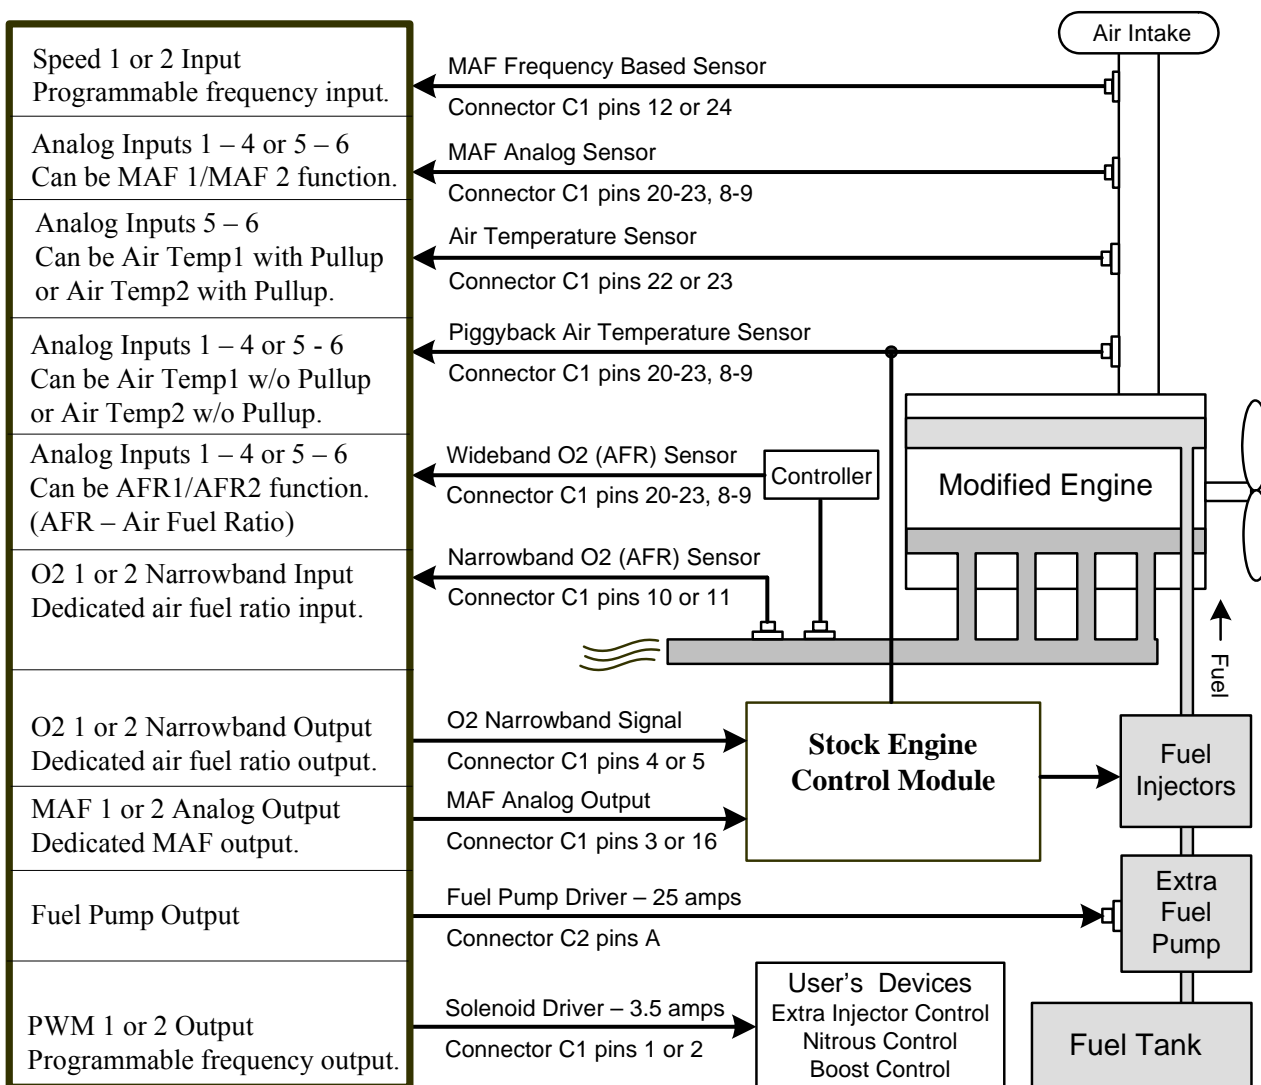 Air Intake
Speed 1 or 2 Input
Programmable frequency input.
MAF Frequency Based Sensor
Connector C1 pins 12 or 24
Analog Inputs 1 – 4 or 5 – 6
Can be MAF 1/MAF 2 function.
MAF Analog Sensor
Connector C1 pins 20-23, 8-9
Analog Inputs 5 – 6
Can be Air Temp1 with Pullup
or Air Temp2 with Pullup.
Air Temperature Sensor
Connector C1 pins 22 or 23
Analog Inputs 1 – 4 or 5 - 6
Can be Air Temp1 w/o Pullup
or Air Temp2 w/o Pullup.
Piggyback Air Temperature Sensor
Connector C1 pins 20-23, 8-9
Analog Inputs 1 – 4 or 5 – 6
Can be AFR1/AFR2 function.
(AFR – Air Fuel Ratio)
Wideband O2 (AFR) Sensor
Connector C1 pins 20-23, 8-9
Controller
Modified Engine
O2 1 or 2 Narrowband Input
Dedicated air fuel ratio input.
Narrowband O2 (AFR) Sensor
Connector C1 pins 10 or 11
Fuel
O2 1 or 2 Narrowband Output
Dedicated air fuel ratio output.
O2 Narrowband Signal
Connector C1 pins 4 or 5
Stock Engine
Control Module
Fuel
Injectors
MAF 1 or 2 Analog Output
Dedicated MAF output.
MAF Analog Output
Connector C1 pins 3 or 16
Fuel Pump Output
Fuel Pump Driver – 25 amps
Connector C2 pins A
Extra
Fuel
Pump
PWM 1 or 2 Output
Programmable frequency output.
Solenoid Driver – 3.5 amps
Connector C1 pins 1 or 2
User's Devices
Extra Injector Control
Nitrous Control
Boost Control
Fuel Tank